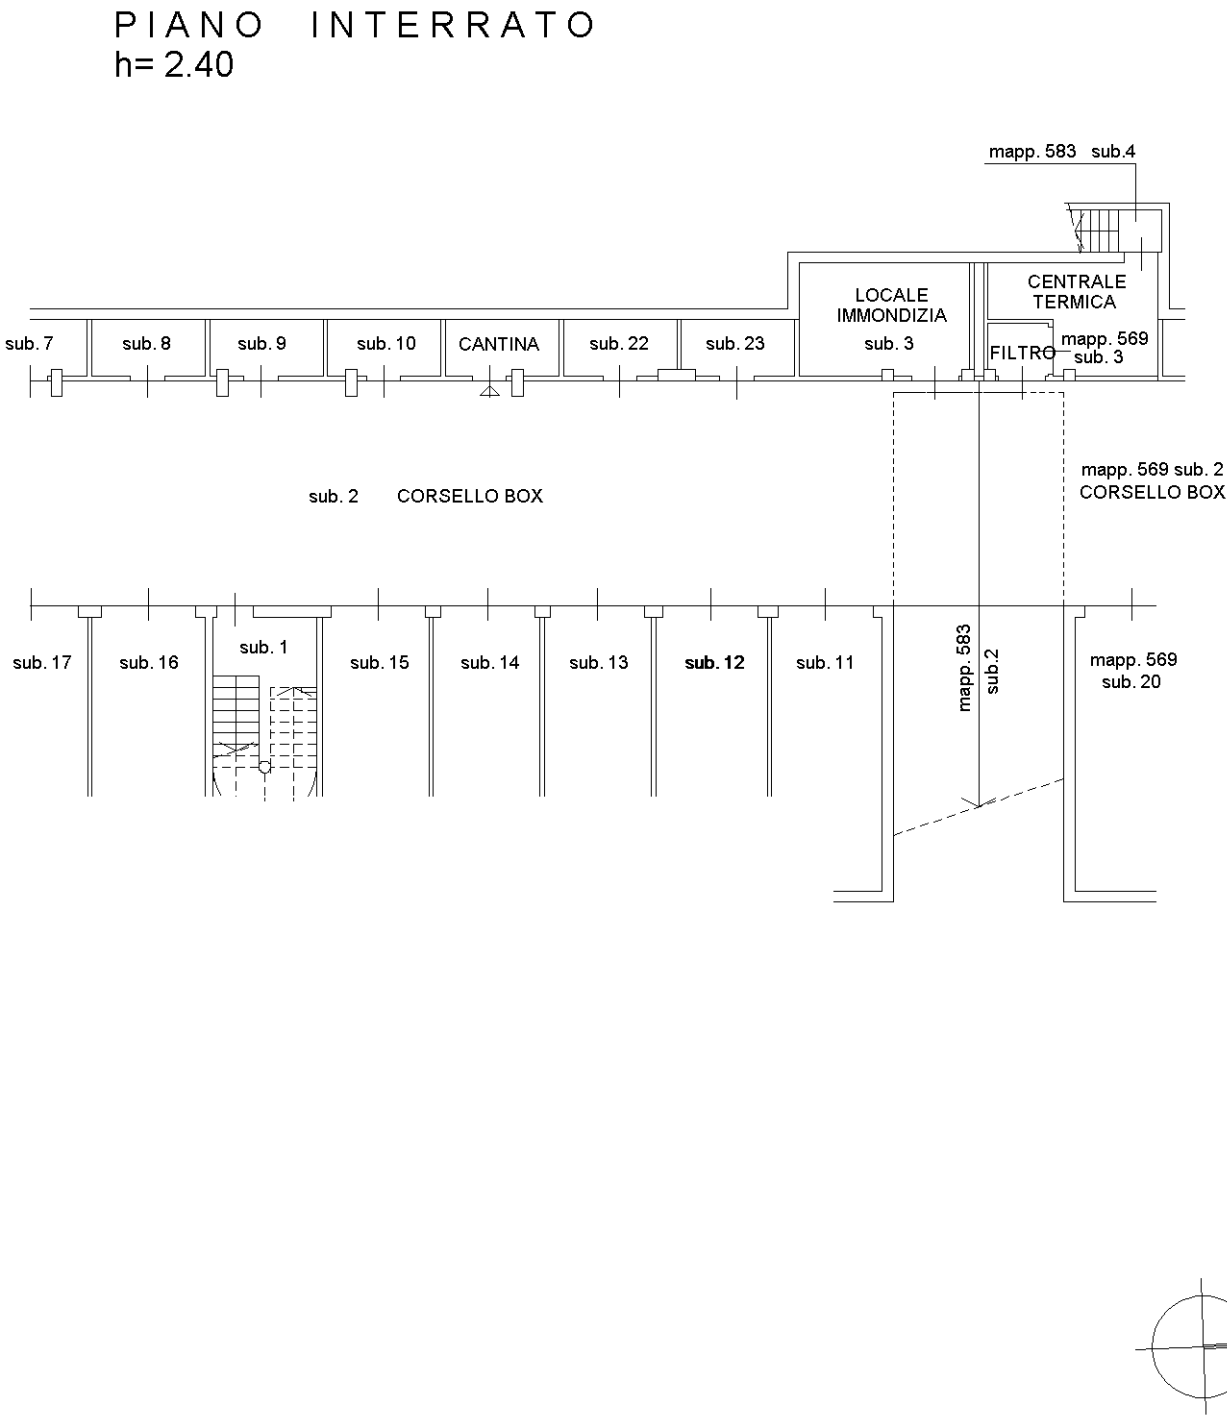 PIANO INTERRATO
h= 2.40
mapp. 583 sub.4
CENTRALE
TERMICA
LOCALE
IMMONDIZIA
sub. 3
sub. 7
sub. 8
sub. 9
sub. 10
CANTINA
sub. 22
sub. 23
FILTRO
mapp. 569
sub. 3
sub. 2 CORSELLO BOX
mapp. 569 sub. 2
CORSELLO BOX
sub. 17
sub. 16
sub. 1
sub. 15
sub. 14
sub. 13
sub. 12
sub. 11
mapp. 583
sub.2
mapp. 569
sub. 20